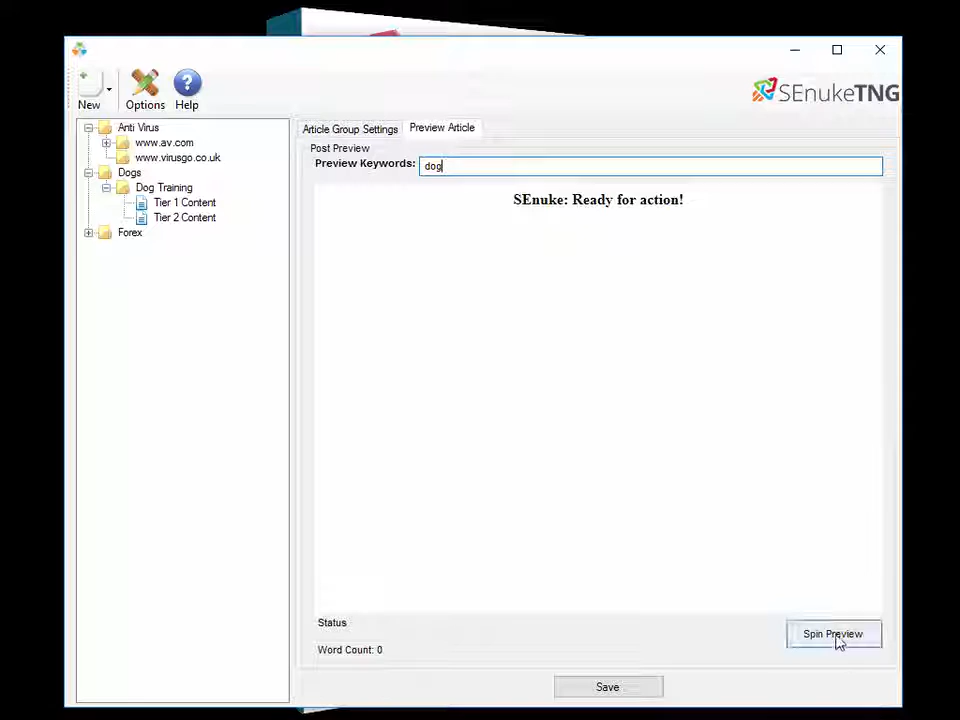 New
Options
Help
SEnukeTNG
Anti Virus
www.av.com
www.virusgo.co.uk
Dogs
Dog Training
Tier 1 Content
Tier 2 Content
Forex
Article Group Settings
Preview Article
Post Preview
Preview Keywords: dog
SEnuke: Ready for action!
Status
Spin Preview
Word Count: 0
Save